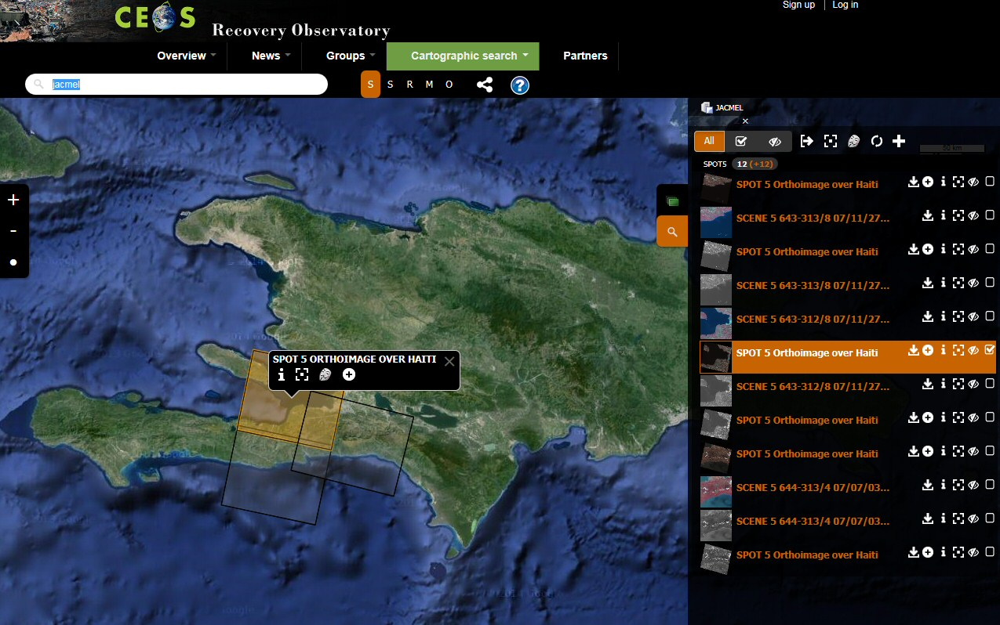 Sign up | Log in
CEOS
Recovery Observatory
Overview News Groups Cartographic search Partners
jacmel
S S R M O ?
JACMEL
All
50 km
SPOT5 12 (+12)
SPOT 5 Orthoimage over Haiti
SCENE 5 643-313/8 07/11/27...
SPOT 5 Orthoimage over Haiti
SCENE 5 643-313/8 07/11/27...
SCENE 5 643-312/8 07/11/27...
SPOT 5 Orthoimage over Haiti
SCENE 5 643-312/8 07/11/27...
SPOT 5 Orthoimage over Haiti
SPOT 5 Orthoimage over Haiti
SCENE 5 644-313/4 07/07/03...
SCENE 5 644-313/4 07/07/03...
SPOT 5 Orthoimage over Haiti
SPOT 5 ORTHOIMAGE OVER HAITI